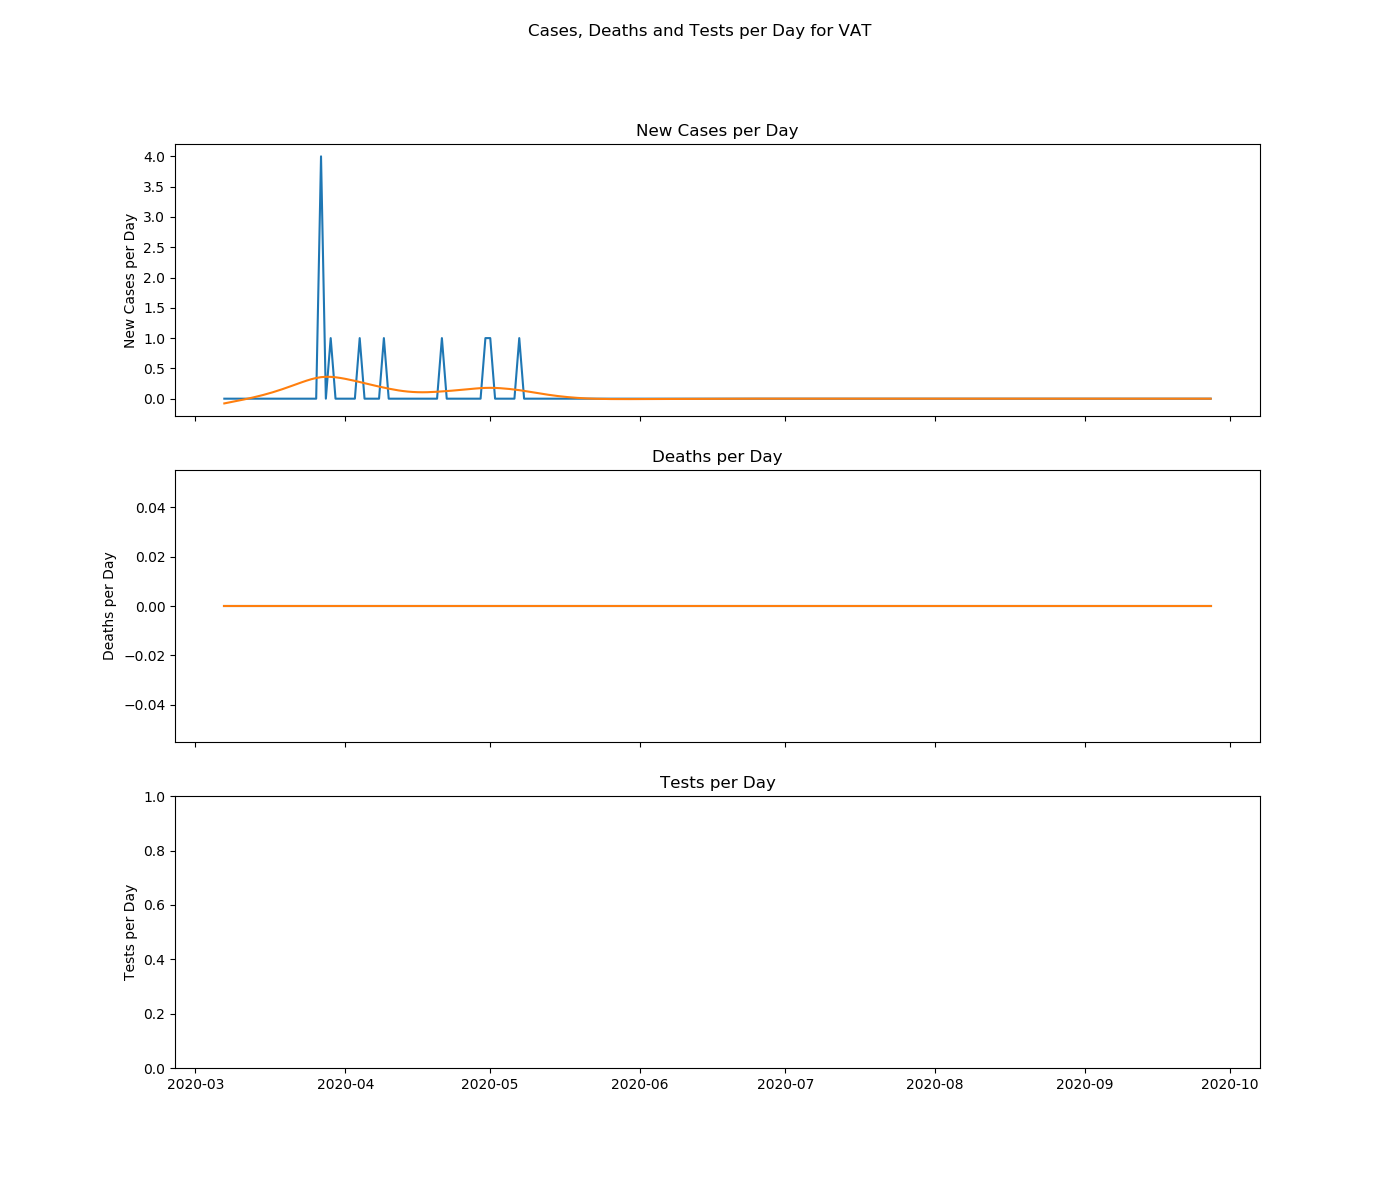 Cases, Deaths and Tests per Day for VAT
New Cases per Day
New Cases per Day
4.0
3.5
3.0
2.5
2.0
1.5
1.0
0.5
0.0
Deaths per Day
Deaths per Day
0.04
0.02
0.00
−0.02
−0.04
Tests per Day
Tests per Day
1.0
0.8
0.6
0.4
0.2
0.0
2020-03 2020-04 2020-05 2020-06 2020-07 2020-08 2020-09 2020-10